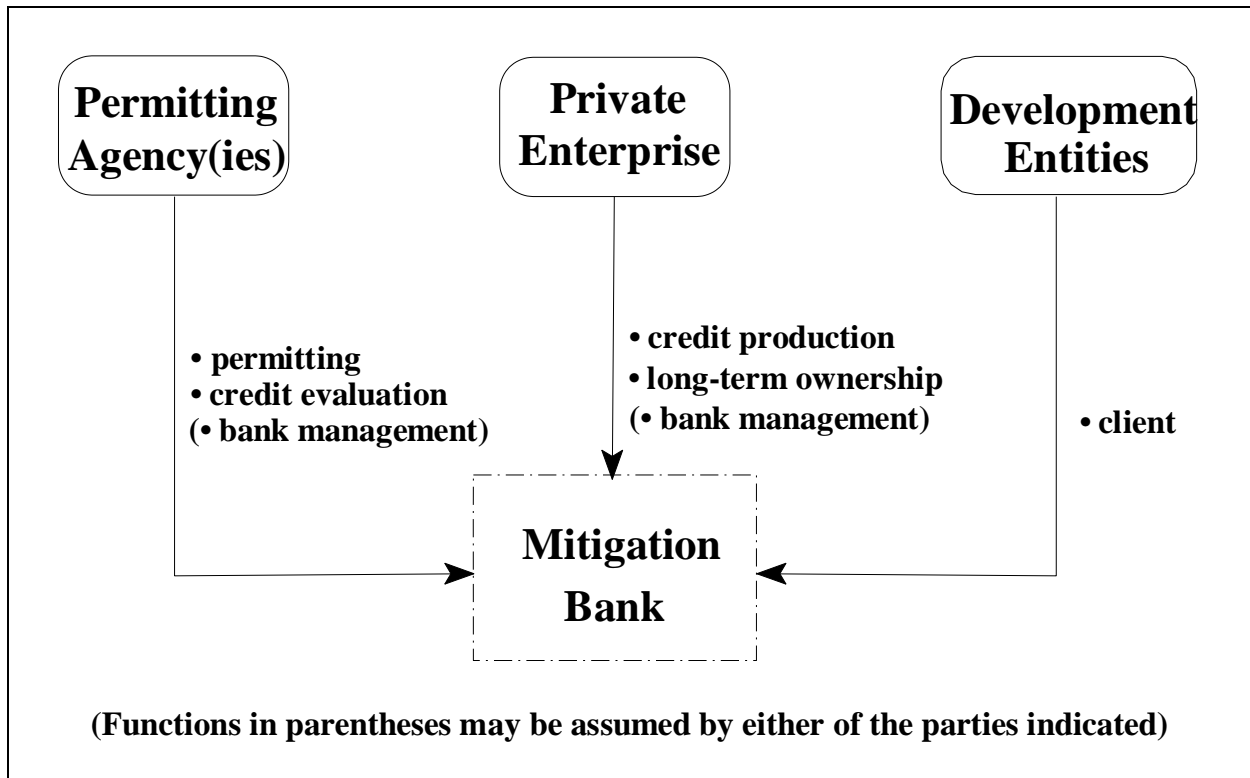 Permitting
Agency(ies)
Private
Enterprise
Development
Entities
• permitting
• credit evaluation
(• bank management)
• credit production
• long-term ownership
(• bank management)
• client
Mitigation
Bank
(Functions in parentheses may be assumed by either of the parties indicated)